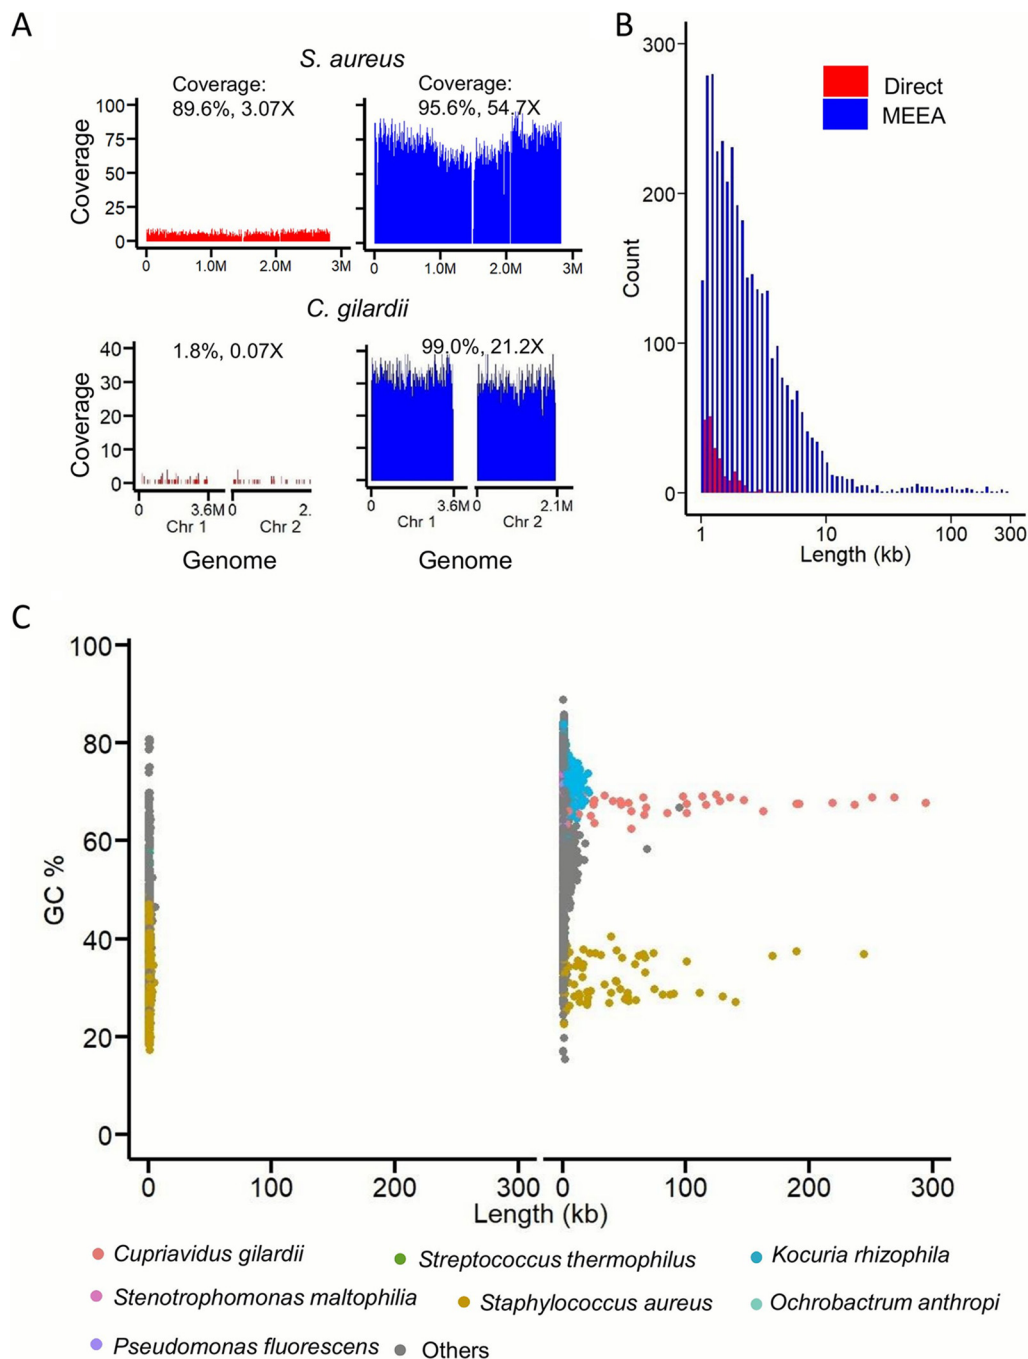 A
B
S. aureus
Coverage:
89.6%, 3.07X
Coverage:
95.6%, 54.7X
Coverage
100
75
50
25
0
0 1.0M 2.0M 3M
0 1.0M 2.0M 3M
C. gilardii
1.8%, 0.07X
99.0%, 21.2X
Coverage
40
30
20
10
0
0 3.6M 0 2.
Chr 1 Chr 2
0 3.6M 0 2.1M
Chr 1 Chr 2
Genome
Genome
Direct
MEEA
Count
300
200
100
0
1 10 100 300
Length (kb)
C
GC %
100
80
60
40
20
0
0 100 200 300 0 100 200 300
Length (kb)
Cupriavidus gilardii
Streptococcus thermophilus
Kocuria rhizophila
Stenotrophomonas maltophilia
Staphylococcus aureus
Ochrobactrum anthropi
Pseudomonas fluorescens
Others